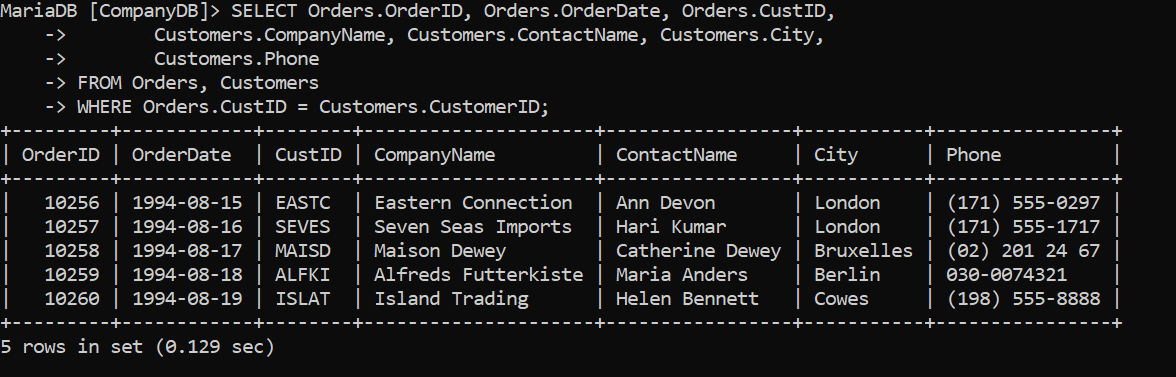 MariaDB [CompanyDB]> SELECT Orders.OrderID, Orders.OrderDate, Orders.CustID,
    ->        Customers.CompanyName, Customers.ContactName, Customers.City,
    ->        Customers.Phone
    -> FROM Orders, Customers
    -> WHERE Orders.CustID = Customers.CustomerID;
+---------+------------+--------+---------------------+-----------------+-----------+----------------+
| OrderID | OrderDate  | CustID | CompanyName         | ContactName     | City      | Phone          |
+---------+------------+--------+---------------------+-----------------+-----------+----------------+
|   10256 | 1994-08-15 | EASTC  | Eastern Connection  | Ann Devon       | London    | (171) 555-0297 |
|   10257 | 1994-08-16 | SEVES  | Seven Seas Imports  | Hari Kumar      | London    | (171) 555-1717 |
|   10258 | 1994-08-17 | MAISD  | Maison Dewey        | Catherine Dewey | Bruxelles | (02) 201 24 67 |
|   10259 | 1994-08-18 | ALFKI  | Alfreds Futterkiste | Maria Anders    | Berlin    | 030-0074321    |
|   10260 | 1994-08-19 | ISLAT  | Island Trading      | Helen Bennett   | Cowes     | (198) 555-8888 |
+---------+------------+--------+---------------------+-----------------+-----------+----------------+
5 rows in set (0.129 sec)